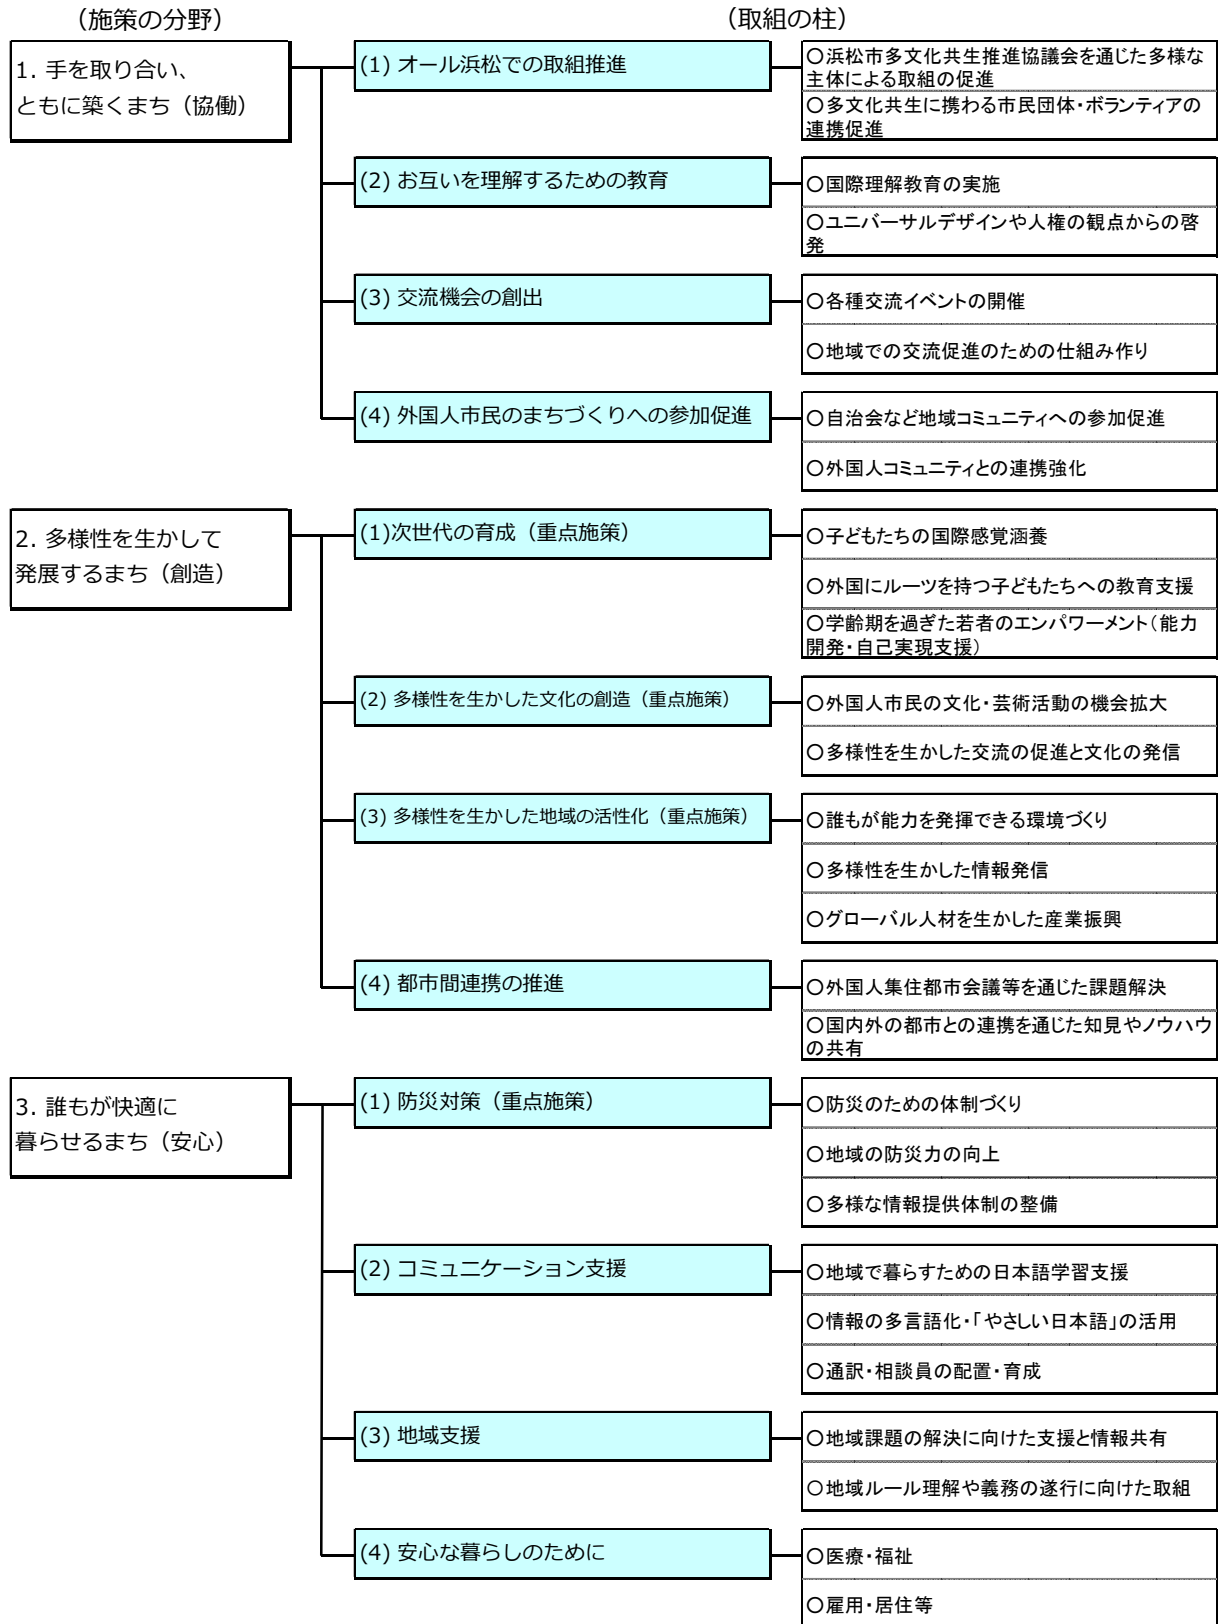 （施策の分野）
（取組の柱）
1. 手を取り合い、
ともに築くまち（協働）
(1) オール浜松での取組推進
〇浜松市多文化共生推進協議会を通じた多様な
主体による取組の促進
〇多文化共生に携わる市民団体・ボランティアの
連携促進
(2) お互いを理解するための教育
〇国際理解教育の実施
〇ユニバーサルデザインや人権の観点からの啓
発
(3) 交流機会の創出
〇各種交流イベントの開催
〇地域での交流促進のための仕組み作り
(4) 外国人市民のまちづくりへの参加促進
〇自治会など地域コミュニティへの参加促進
〇外国人コミュニティとの連携強化
2. 多様性を生かして
発展するまち（創造）
(1)次世代の育成（重点施策）
〇子どもたちの国際感覚涵養
〇外国にルーツを持つ子どもたちへの教育支援
〇学齢期を過ぎた若者のエンパワーメント（能力
開発・自己実現支援）
(2) 多様性を生かした文化の創造（重点施策）
〇外国人市民の文化・芸術活動の機会拡大
〇多様性を生かした交流の促進と文化の発信
(3) 多様性を生かした地域の活性化（重点施策）
〇誰もが能力を発揮できる環境づくり
〇多様性を生かした情報発信
〇グローバル人材を生かした産業振興
(4) 都市間連携の推進
〇外国人集住都市会議等を通じた課題解決
〇国内外の都市との連携を通じた知見やノウハウ
の共有
3. 誰もが快適に
暮らせるまち（安心）
(1) 防災対策（重点施策）
〇防災のための体制づくり
〇地域の防災力の向上
〇多様な情報提供体制の整備
(2) コミュニケーション支援
〇地域で暮らすための日本語学習支援
〇情報の多言語化・「やさしい日本語」の活用
〇通訳・相談員の配置・育成
(3) 地域支援
〇地域課題の解決に向けた支援と情報共有
〇地域ルール理解や義務の遂行に向けた取組
(4) 安心な暮らしのために
〇医療・福祉
〇雇用・居住等